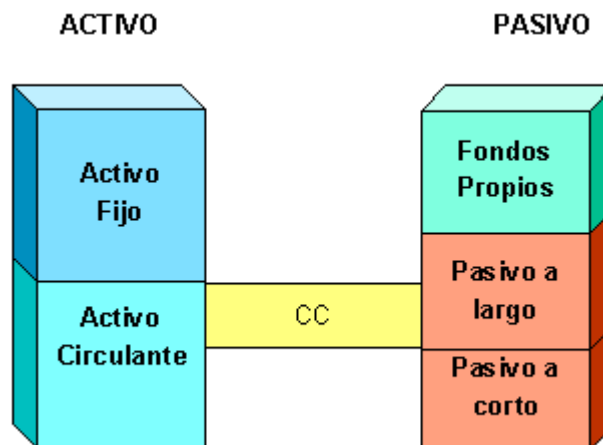 ACTIVO
PASIVO
Activo
Fijo
Fondos
Propios
Activo
Circulante
CC
Pasivo a
largo
Pasivo a
corto